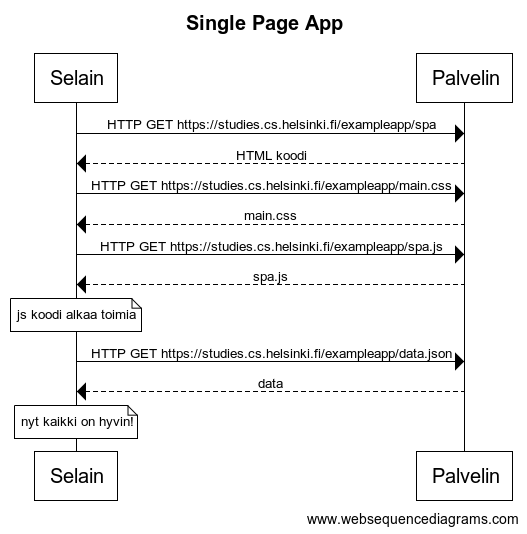 Single Page App
Selain
Palvelin
HTTP GET https://studies.cs.helsinki.fi/exampleapp/spa
HTML koodi
HTTP GET https://studies.cs.helsinki.fi/exampleapp/main.css
main.css
HTTP GET https://studies.cs.helsinki.fi/exampleapp/spa.js
spa.js
js koodi alkaa toimia
HTTP GET https://studies.cs.helsinki.fi/exampleapp/data.json
data
nyt kaikki on hyvin!
Selain
Palvelin
www.websequencediagrams.com